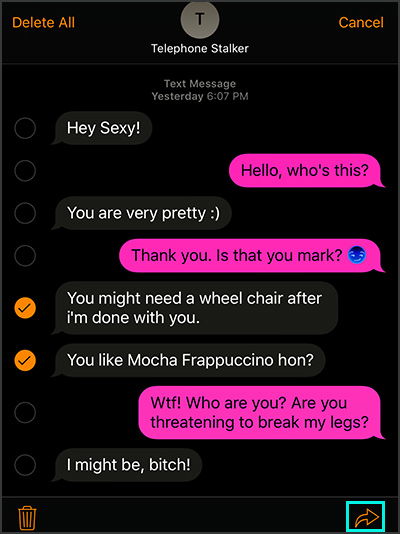 Delete All
T
Cancel
Telephone Stalker
Text Message
Yesterday 6:07 PM
Hey Sexy!
Hello, who's this?
You are very pretty :)
Thank you. Is that you mark? 😏
You might need a wheel chair after
i'm done with you.
You like Mocha Frappuccino hon?
Wtf! Who are you? Are you
threatening to break my legs?
I might be, bitch!